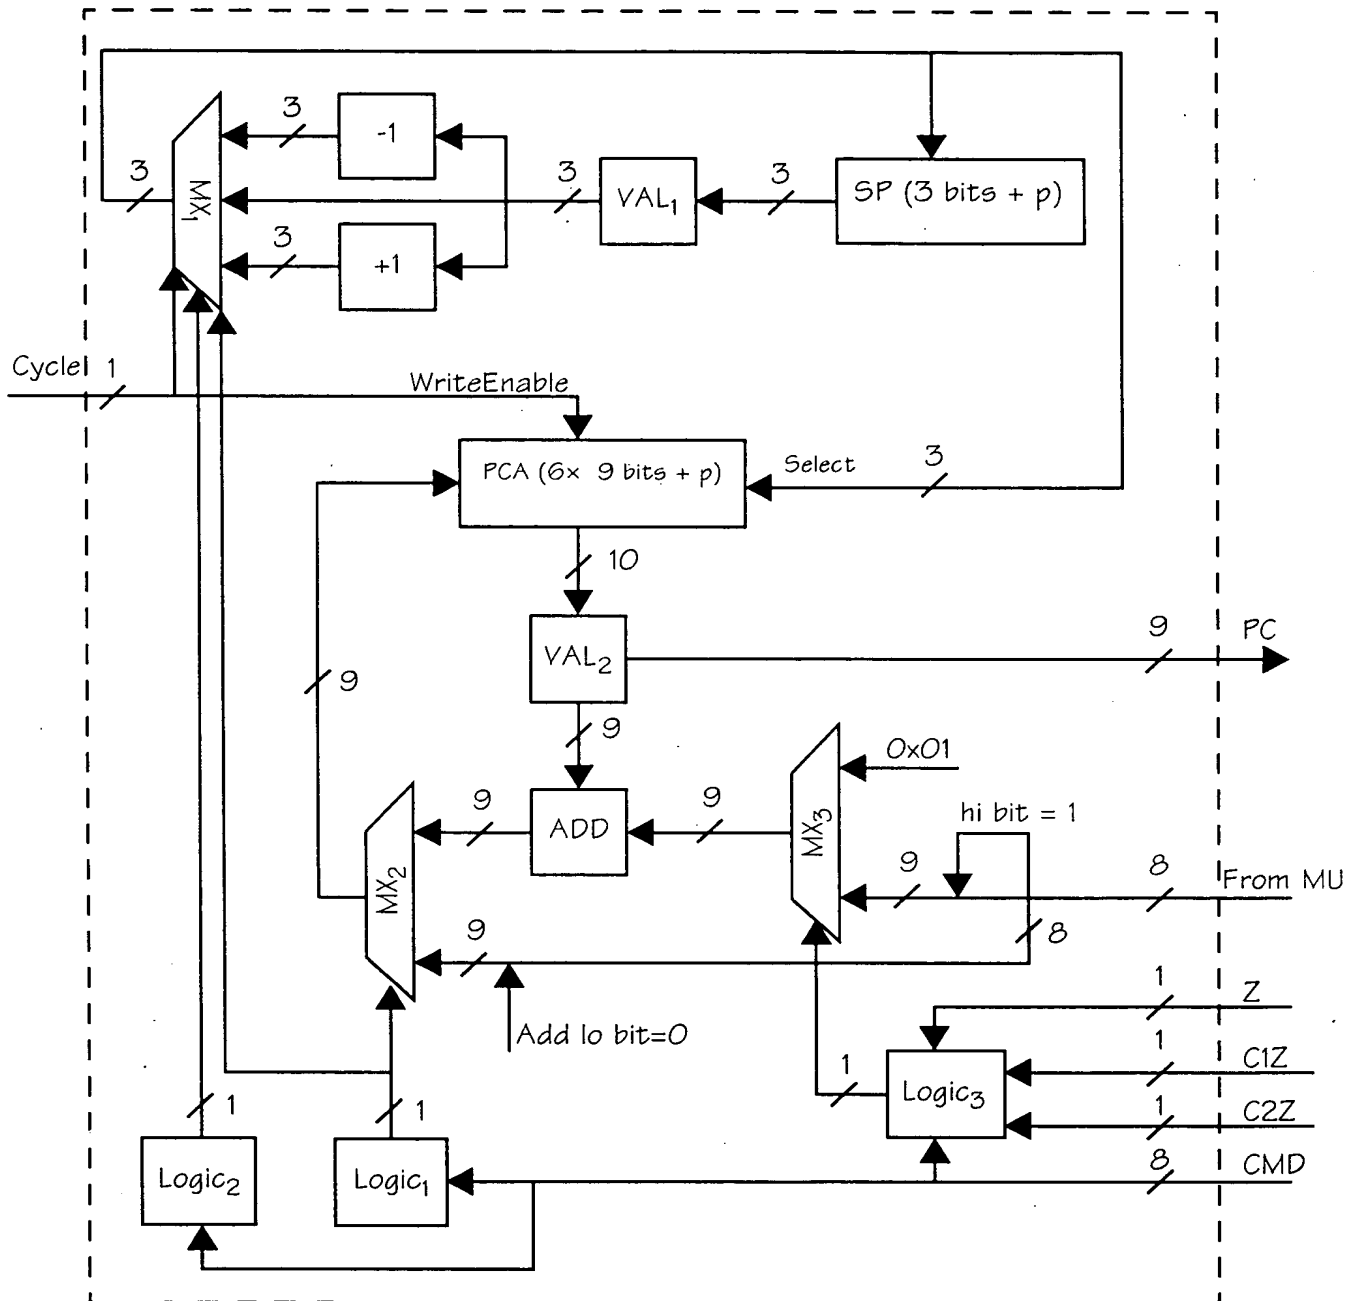 3
-1
3
3
VAL₁
3
SP (3 bits + p)
MX₁
3
+1
Cycle
1
WriteEnable
PCA (6x 9 bits + p)
Select
3
10
9
VAL₂
9
PC
9
0x01
9
ADD
9
MX₃
hi bit = 1
MX₂
9
8
From MU
9
8
Add lo bit=0
1
Z
1
C1Z
1
Logic₃
1
C2Z
1
1
Logic₂
Logic₁
8
CMD